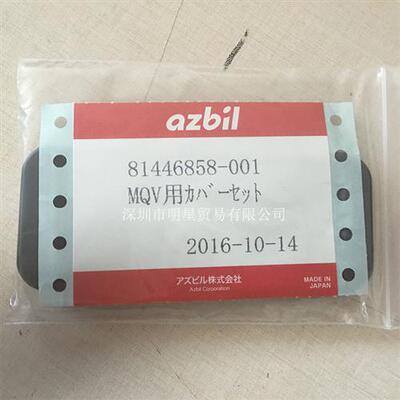 azbil
81446858-001
MQV用ｶﾊﾞｰｾｯﾄ
深圳市明星贸易有限公司
2016-10-14
アズビル株式会社
Azbil Corporation
MADE IN
JAPAN